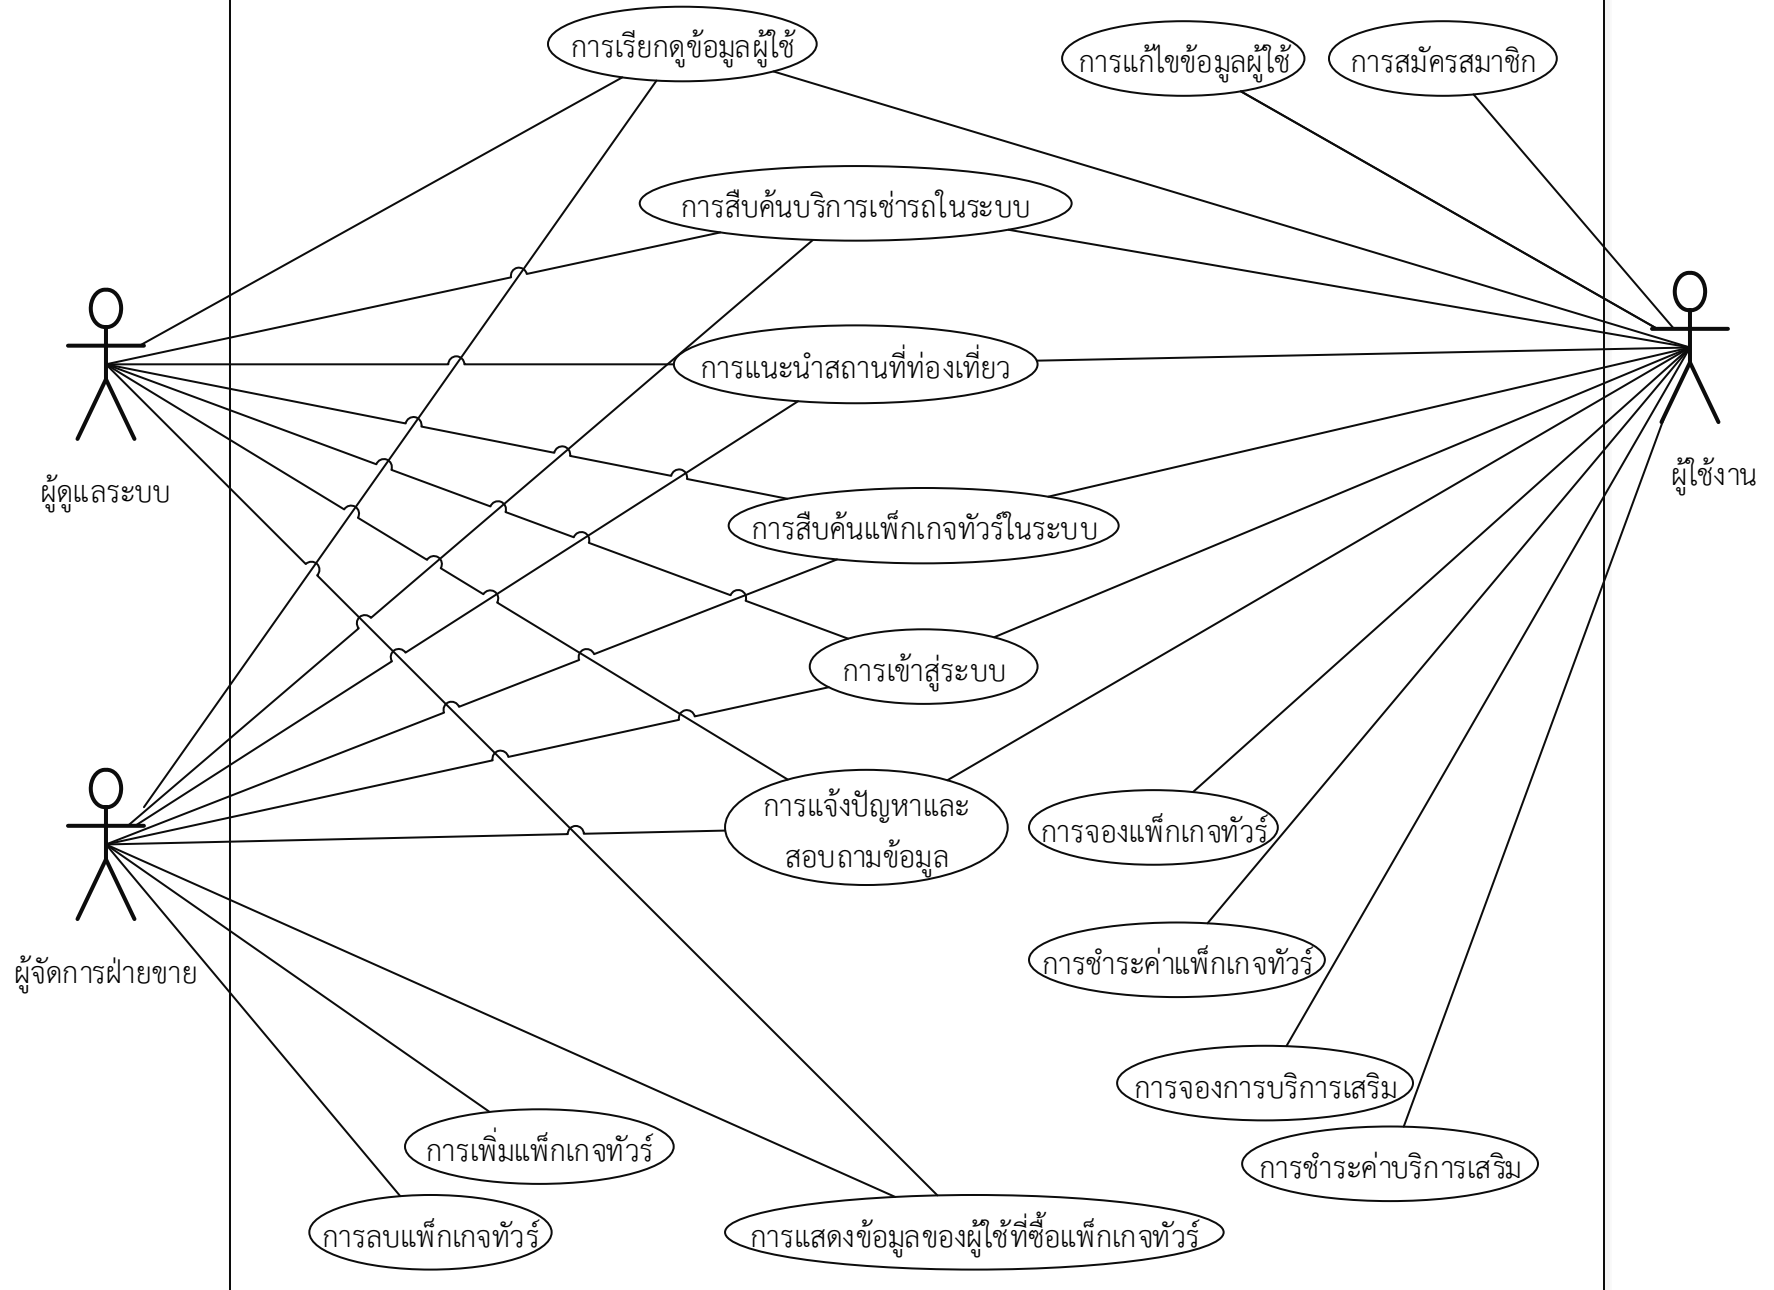 การเรียกดูข้อมูลผู้ใช้
การแก้ไขข้อมูลผู้ใช้
การสมัครสมาชิก
การสืบค้นบริการเช่ารถในระบบ
การแนะนำสถานที่ท่องเที่ยว
ผู้ดูแลระบบ
ผู้ใช้งาน
การสืบค้นแพ็กเกจทัวร์ในระบบ
การเข้าสู่ระบบ
การแจ้งปัญหาและ
สอบถามข้อมูล
การจองแพ็กเกจทัวร์
ผู้จัดการฝ่ายขาย
การชำระค่าแพ็กเกจทัวร์
การจองการบริการเสริม
การเพิ่มแพ็กเกจทัวร์
การชำระค่าบริการเสริม
การลบแพ็กเกจทัวร์
การแสดงข้อมูลของผู้ใช้ที่ซื้อแพ็กเกจทัวร์